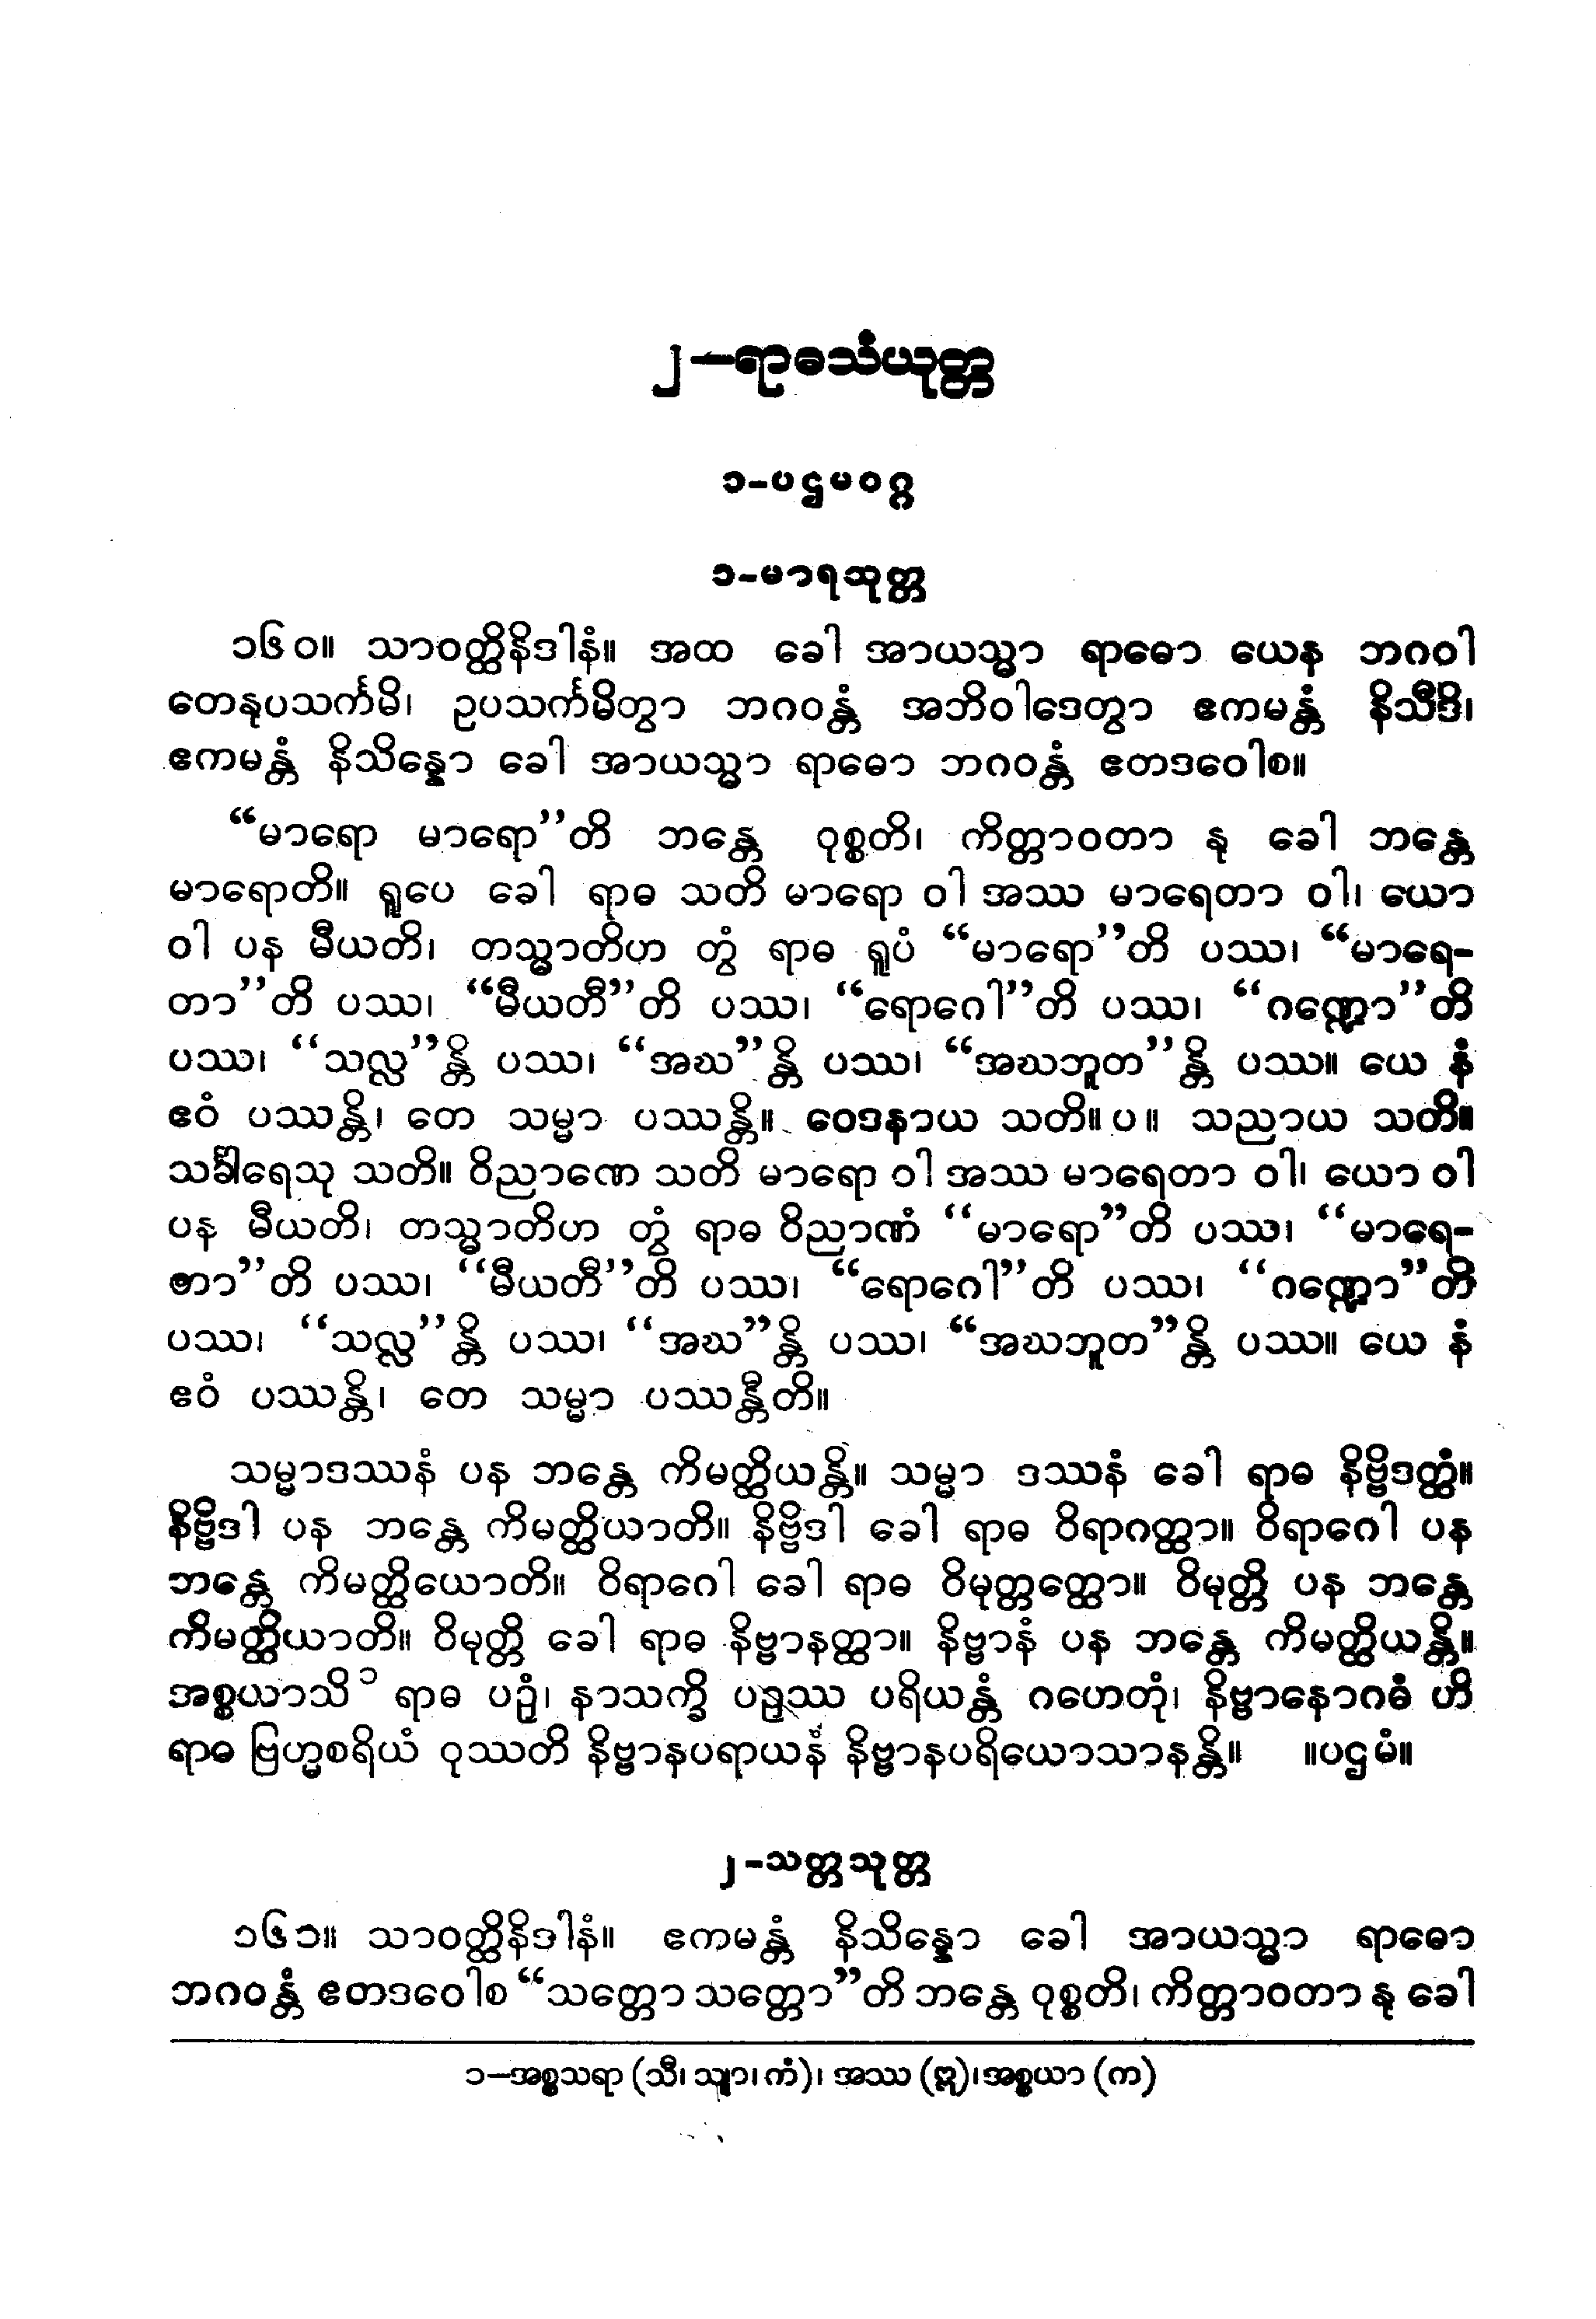 ၂−ရာဓသံယုတ္တ
၁-ပဌမဝဂ္ဂ
၁-မာရသုတ္တ
၁၆၀။ သာဝတ္ထိနိဒါနံ။ အထ ခေါ အာယသ္မာ ရာဓော ယေန ဘဂဝါ
တေနုပသင်္ကမိ၊ ဥပသင်္ကမိတွာ ဘဂဝန္တံ အဘိဝါဒေတွာ ဧကမန္တံ နိသီဒိ၊
ဧကမန္တံ နိသိန္နော ခေါ အာယသ္မာ ရာဓော ဘဂဝန္တံ ဧတဒဝေါစ။
“မာရော မာရော”တိ ဘန္တေ ဝုစ္စတိ၊ ကိတ္တာဝတာ နု ခေါ ဘန္တေ
မာရောတိ။ ရူပေ ခေါ ရာဓ သတိ မာရော ဝါ အဿ မာရေတာ ဝါ၊ ယော
ဝါ ပန မီယတိ၊ တသ္မာတိဟ တွံ ရာဓ ရူပံ “မာရော”တိ ပဿ၊ “မာရေ-
တာ”တိ ပဿ၊ “မီယတီ”တိ ပဿ၊ “ရောဂေါ”တိ ပဿ၊ “ဂဏ္ဍော”တိ
ပဿ၊ “သလ္လ”န္တိ ပဿ၊ “အဃ”န္တိ ပဿ၊ “အဃဘူတ”န္တိ ပဿ။ ယေ နံ
ဧဝံ ပဿန္တိ၊ တေ သမ္မာ ပဿန္တိ။ ဝေဒနာယ သတိ။ပ။ သညာယ သတိ။
သင်္ခါရေသု သတိ။ ဝိညာဏေ သတိ မာရော ဝါ အဿ မာရေတာ ဝါ၊ ယော ဝါ
ပန မီယတိ၊ တသ္မာတိဟ တွံ ရာဓ ဝိညာဏံ “မာရော”တိ ပဿ၊ “မာရေ-
တာ”တိ ပဿ၊ “မီယတီ”တိ ပဿ၊ “ရောဂေါ”တိ ပဿ၊ “ဂဏ္ဍော”တိ
ပဿ၊ “သလ္လ”န္တိ ပဿ၊ “အဃ”န္တိ ပဿ၊ “အဃဘူတ”န္တိ ပဿ။ ယေ နံ
ဧဝံ ပဿန္တိ၊ တေ သမ္မာ ပဿန္တီတိ။
သမ္မာဒဿနံ ပန ဘန္တေ ကိမတ္ထိယန္တိ။ သမ္မာ ဒဿနံ ခေါ ရာဓ နိဗ္ဗိဒတ္ထံ။
နိဗ္ဗိဒါ ပန ဘန္တေ ကိမတ္ထိယာတိ။ နိဗ္ဗိဒါ ခေါ ရာဓ ဝိရာဂတ္ထာ။ ဝိရာဂေါ ပန
ဘန္တေ ကိမတ္ထိယောတိ။ ဝိရာဂေါ ခေါ ရာဓ ဝိမုတ္တတ္ထော။ ဝိမုတ္တိ ပန ဘန္တေ
ကိမတ္ထိယာတိ။ ဝိမုတ္တိ ခေါ ရာဓ နိဗ္ဗာနတ္ထာ။ နိဗ္ဗာနံ ပန ဘန္တေ ကိမတ္ထိယန္တိ။
အစ္စယာသိ ၁ ရာဓ ပဉှံ၊ နာသက္ခိ ပဉှဿ ပရိယန္တံ ဂဟေတုံ၊ နိဗ္ဗာနောဂဓံ ဟိ
ရာဓ ဗြဟ္မစရိယံ ဝုဿတိ နိဗ္ဗာနပရာယနံ နိဗ္ဗာနပရိယောသာနန္တိ။ ။ပဌမံ။
၂-သတ္တသုတ္တ
၁၆၁။ သာဝတ္ထိနိဒါနံ။ ဧကမန္တံ နိသိန္နော ခေါ အာယသ္မာ ရာဓော
ဘဂဝန္တံ ဧတဒဝေါစ “သတ္တော သတ္တော”တိ ဘန္တေ ဝုစ္စတိ၊ ကိတ္တာဝတာ နု ခေါ
၁−အစ္စသရာ (သီ၊ သျာ၊ ကံ)၊ အဿ (ဣ)၊ အစ္စယာ (က)